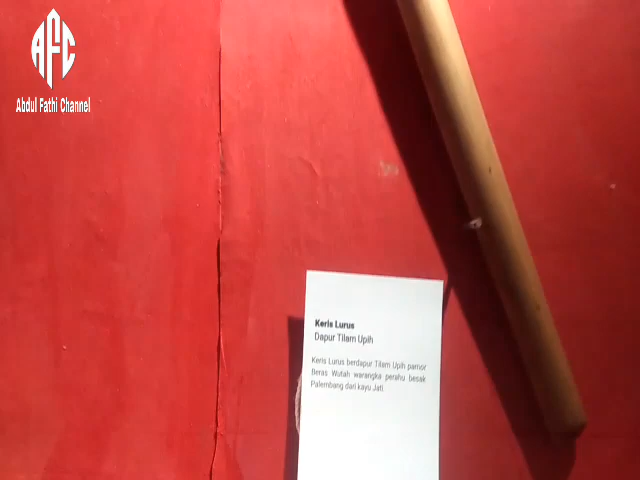 AFC
Abdul Fathi Channel
Keris Lurus
Dapur Tilam Upih
Keris Lurus berdapur Tilam Upih pamor
Beras Wutah warangka perahu besak
Palembang dari kayu Jati.